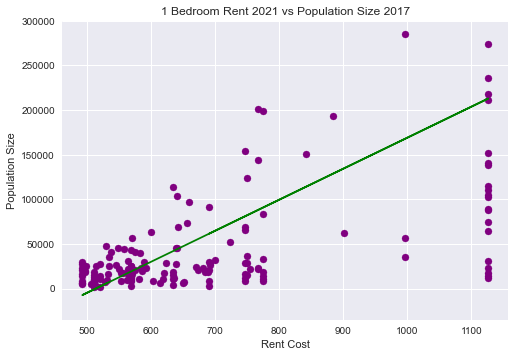 1 Bedroom Rent 2021 vs Population Size 2017
300000
250000
200000
150000
100000
50000
0
Population Size
500 600 700 800 900 1000 1100
Rent Cost